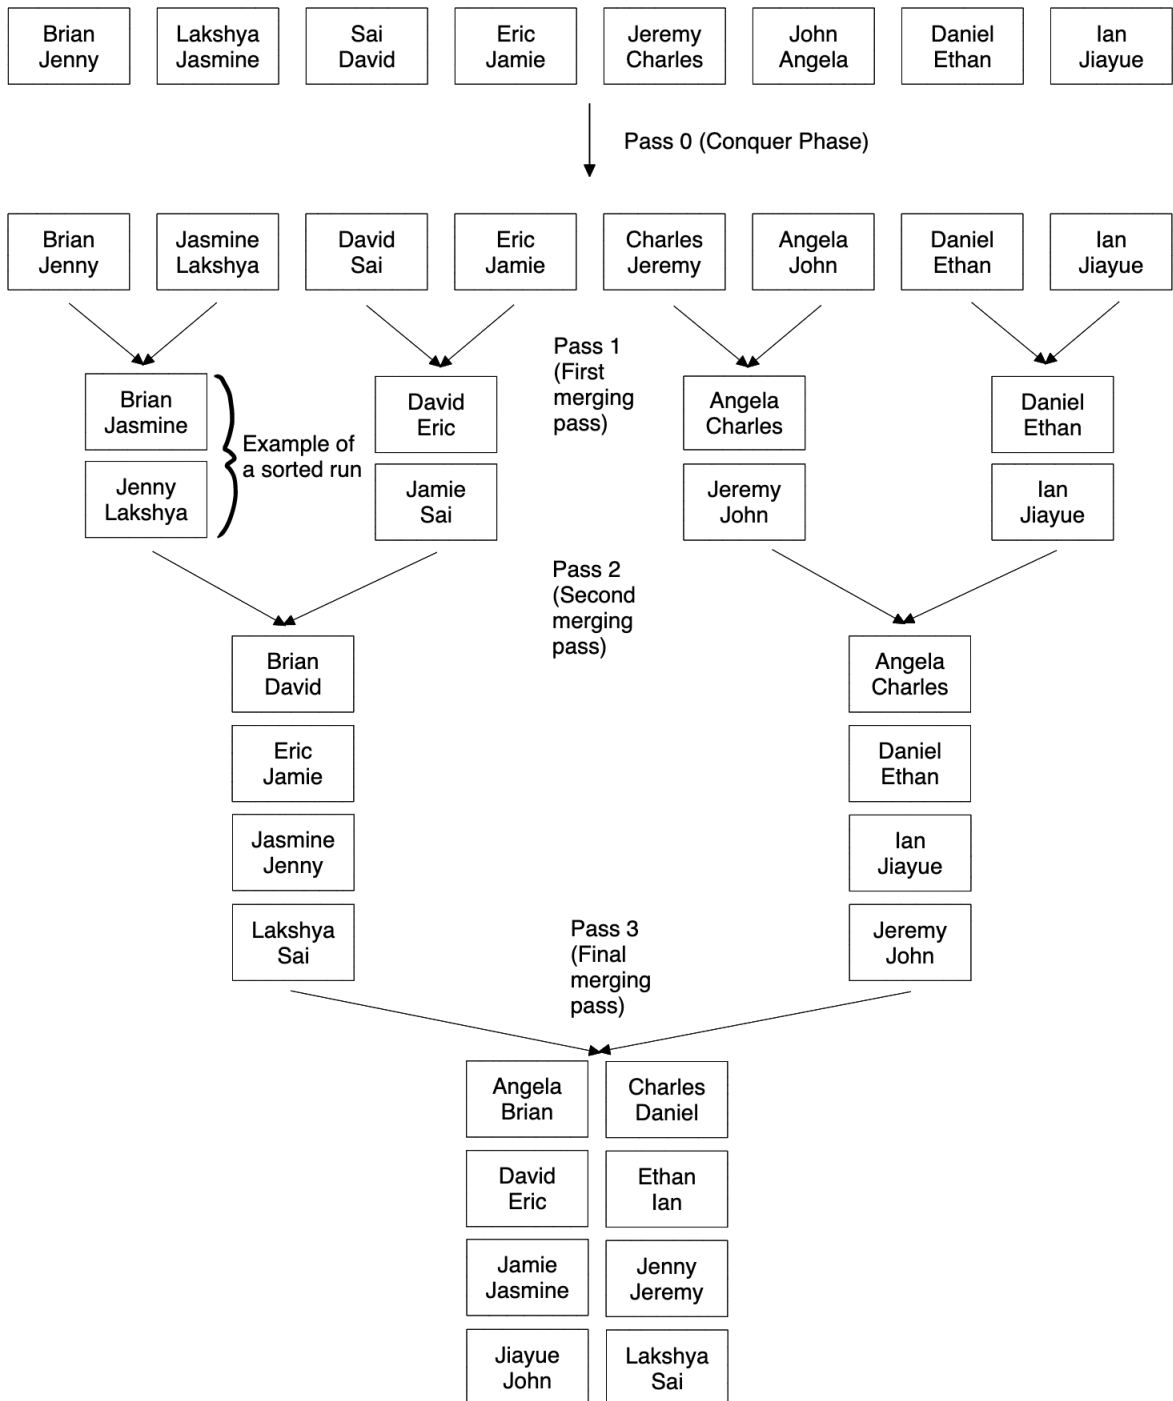 Brian
Jenny
Lakshya
Jasmine
Sai
David
Eric
Jamie
Jeremy
Charles
John
Angela
Daniel
Ethan
Ian
Jiayue
Pass 0 (Conquer Phase)
Brian
Jenny
Jasmine
Lakshya
David
Sai
Eric
Jamie
Charles
Jeremy
Angela
John
Daniel
Ethan
Ian
Jiayue
Pass 1
(First
merging
pass)
Brian
Jasmine
Jenny
Lakshya
Example of
a sorted run
David
Eric
Jamie
Sai
Angela
Charles
Jeremy
John
Daniel
Ethan
Ian
Jiayue
Pass 2
(Second
merging
pass)
Brian
David
Eric
Jamie
Jasmine
Jenny
Lakshya
Sai
Angela
Charles
Daniel
Ethan
Ian
Jiayue
Jeremy
John
Pass 3
(Final
merging
pass)
Angela
Brian
Charles
Daniel
David
Eric
Ethan
Ian
Jamie
Jasmine
Jenny
Jeremy
Jiayue
John
Lakshya
Sai